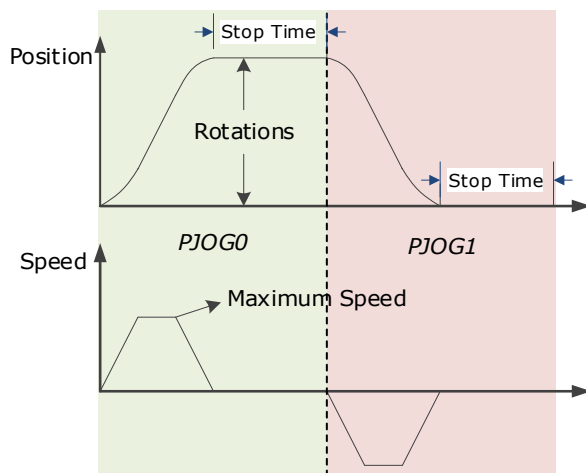 Stop Time
Position
Rotations
Stop Time
PJOG0
PJOG1
Speed
Maximum Speed